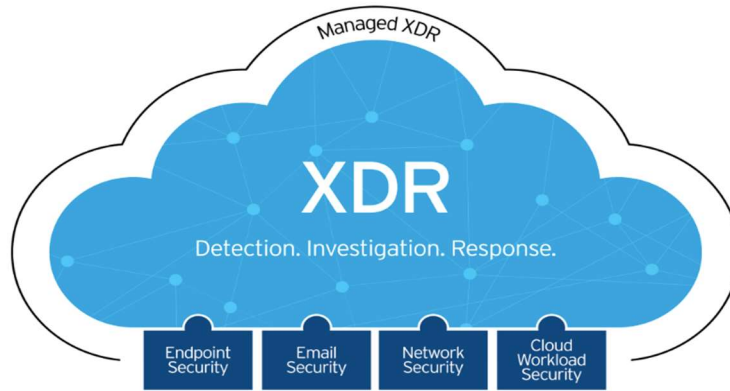 Managed XDR
XDR
Detection. Investigation. Response.
Endpoint
Security
Email
Security
Network
Security
Cloud
Workload
Security